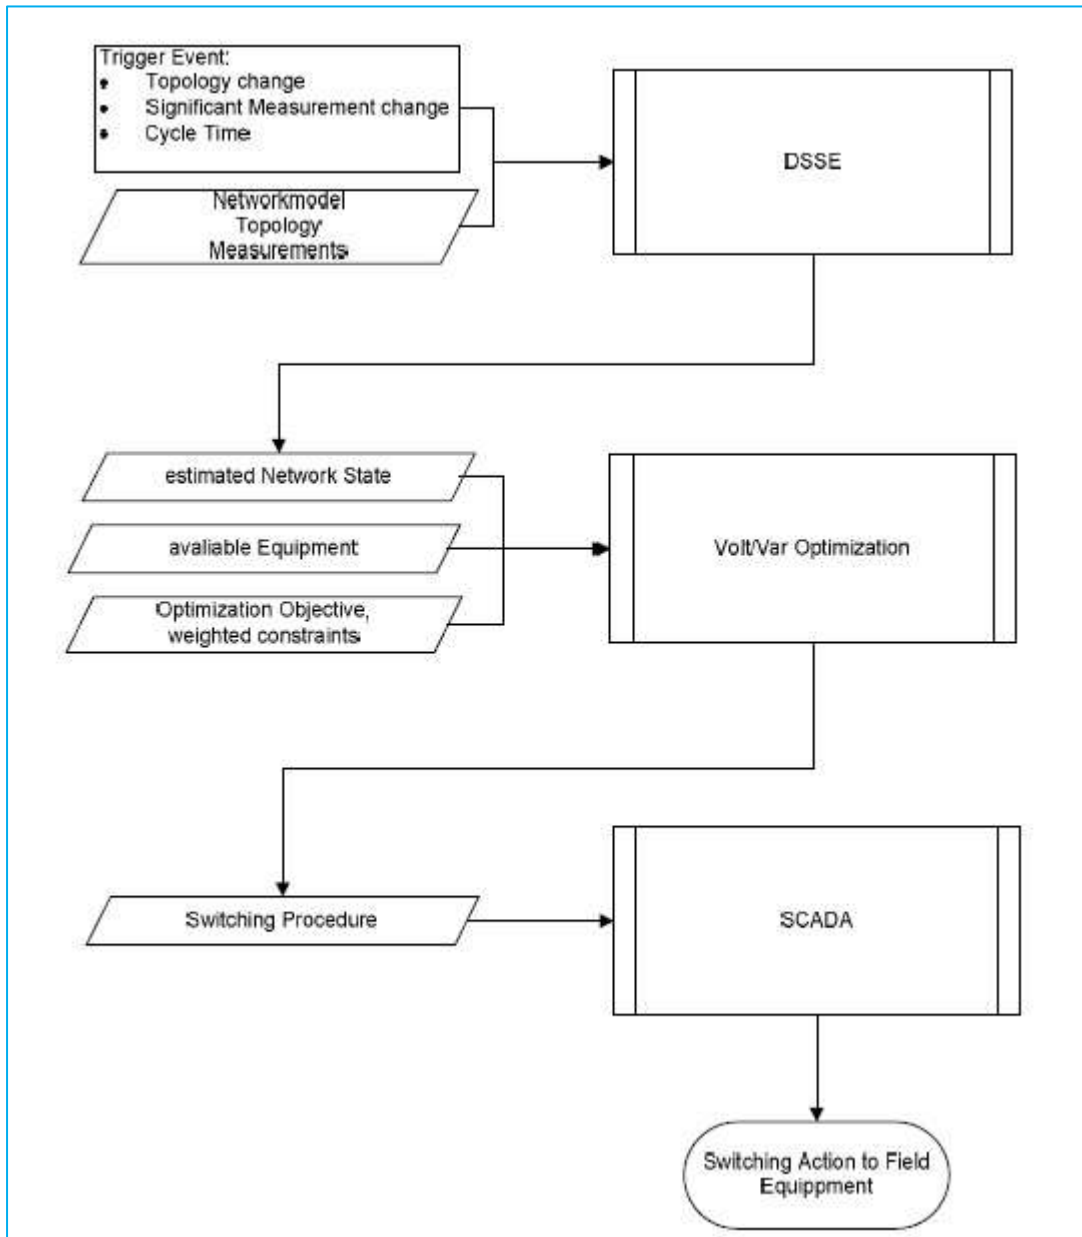 Trigger Event:
• Topology change
• Significant Measurement change
• Cycle Time
Networkmodel
Topology
Measurements
DSSE
estimated Network State
avaliable Equipment
Optimization Objective,
weighted constraints
Volt/Var Optimization
Switching Procedure
SCADA
Switching Action to Field
Equippment